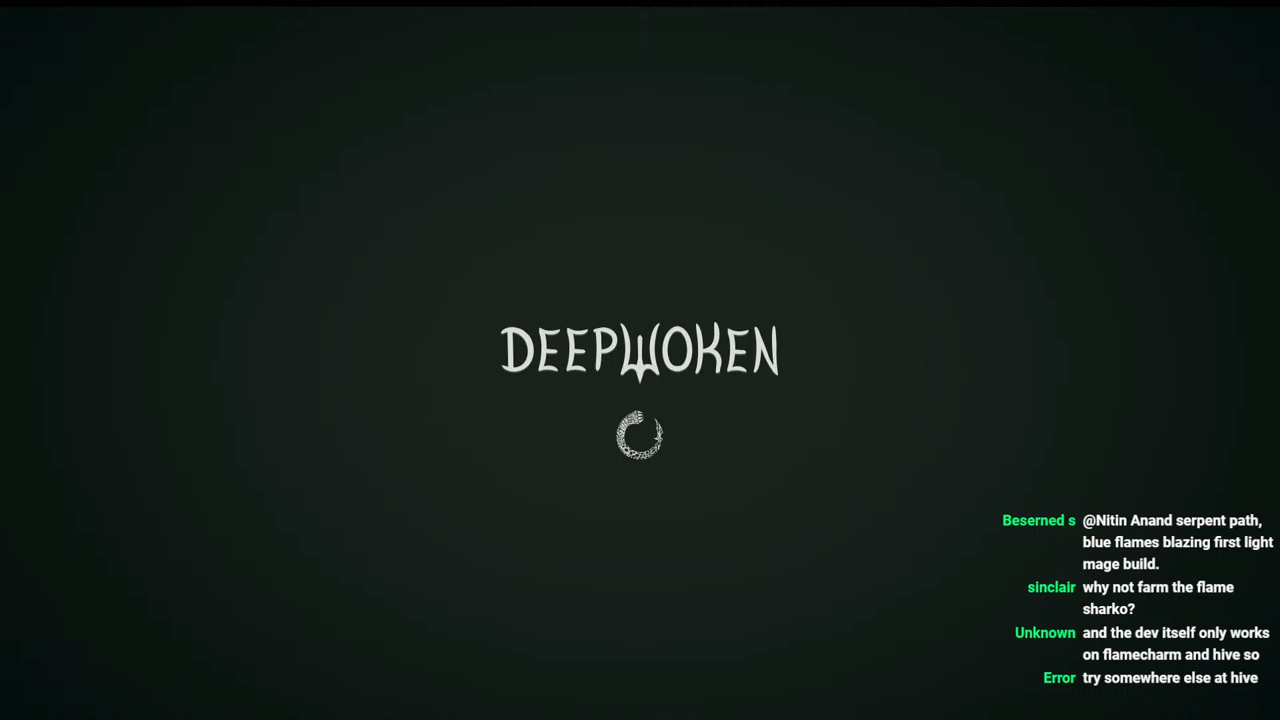 DEEPWOKEN
Beserned s @Nitin Anand serpent path,
blue flames blazing first light
mage build.
sinclair why not farm the flame
sharko?
Unknown and the dev itself only works
on flamecharm and hive so
Error try somewhere else at hive